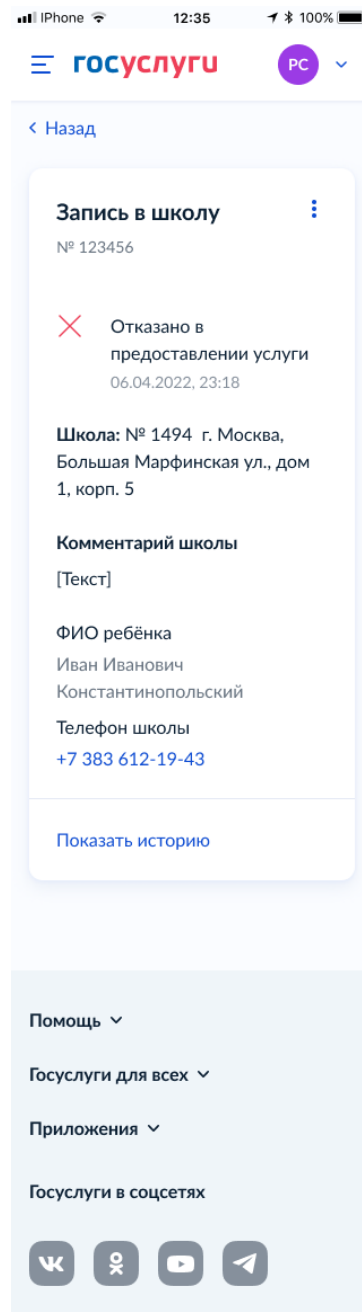 IPhone 12:35 100%
госуслуги РС
Назад
Запись в школу
№ 123456
Отказано в
предоставлении услуги
06.04.2022, 23:18
Школа: № 1494 г. Москва,
Большая Марфинская ул., дом
1, корп. 5
Комментарий школы
[Текст]
ФИО ребёнка
Иван Иванович
Константинопольский
Телефон школы
+7 383 612-19-43
Показать историю
Помощь
Госуслуги для всех
Приложения
Госуслуги в соцсетях